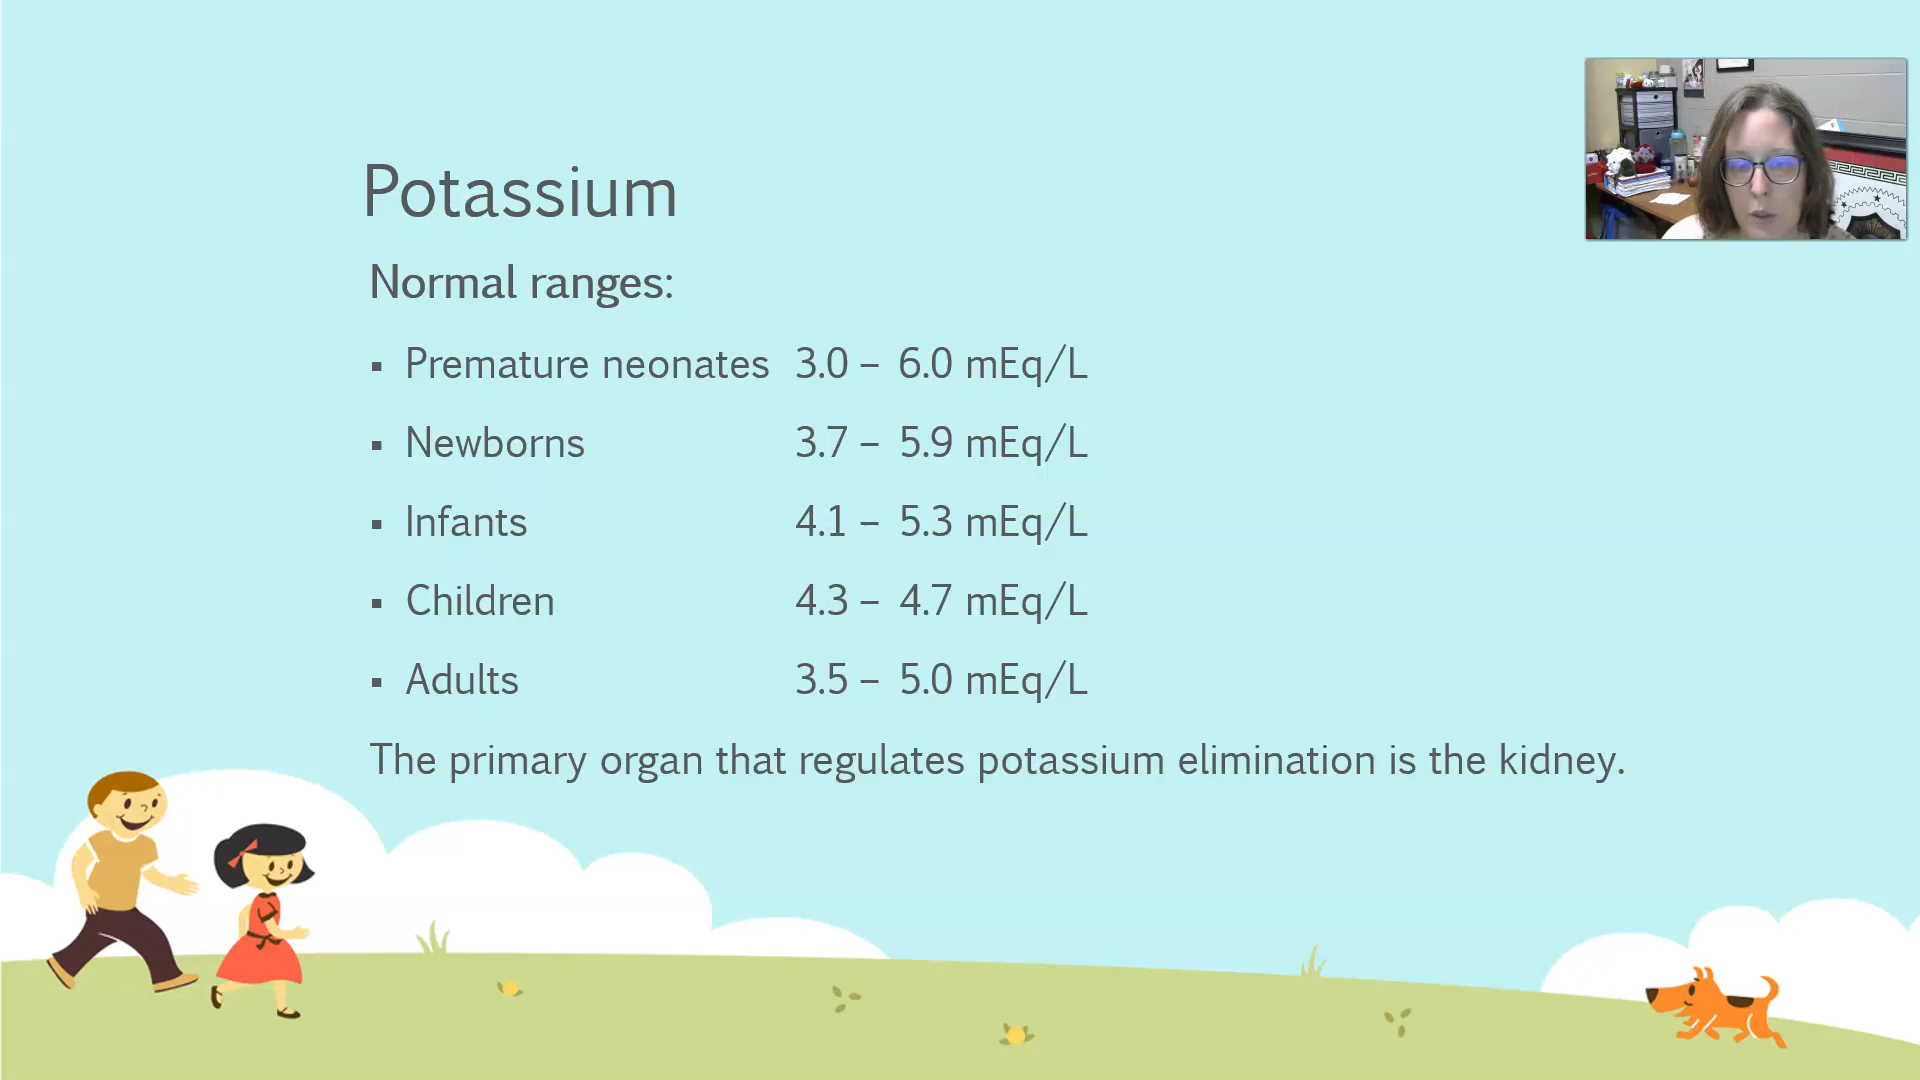 Potassium
Normal ranges:
▪ Premature neonates 3.0 – 6.0 mEq/L
▪ Newborns 3.7 – 5.9 mEq/L
▪ Infants 4.1 – 5.3 mEq/L
▪ Children 4.3 – 4.7 mEq/L
▪ Adults 3.5 – 5.0 mEq/L
The primary organ that regulates potassium elimination is the kidney.